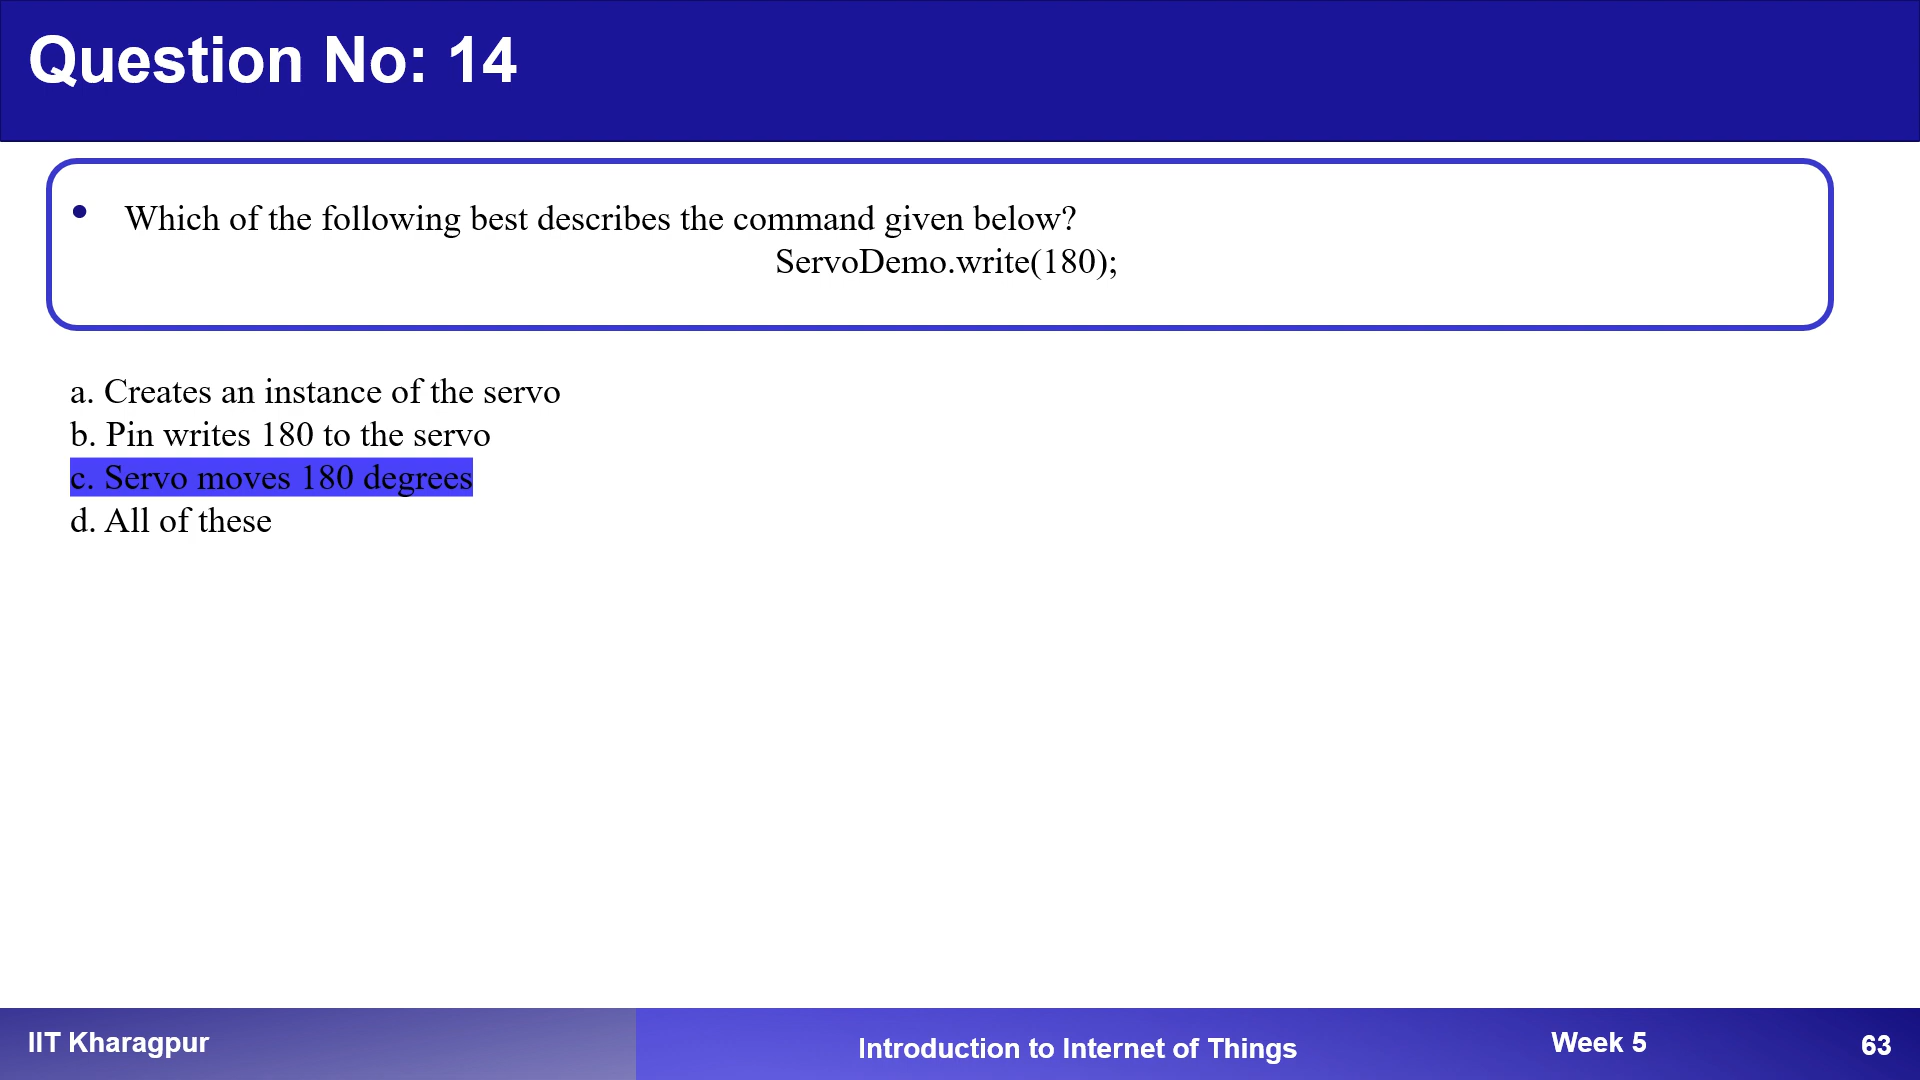 Question No: 14
• Which of the following best describes the command given below?
ServoDemo.write(180);
a. Creates an instance of the servo
b. Pin writes 180 to the servo
c. Servo moves 180 degrees
d. All of these
IIT Kharagpur
Introduction to Internet of Things
Week 5
63